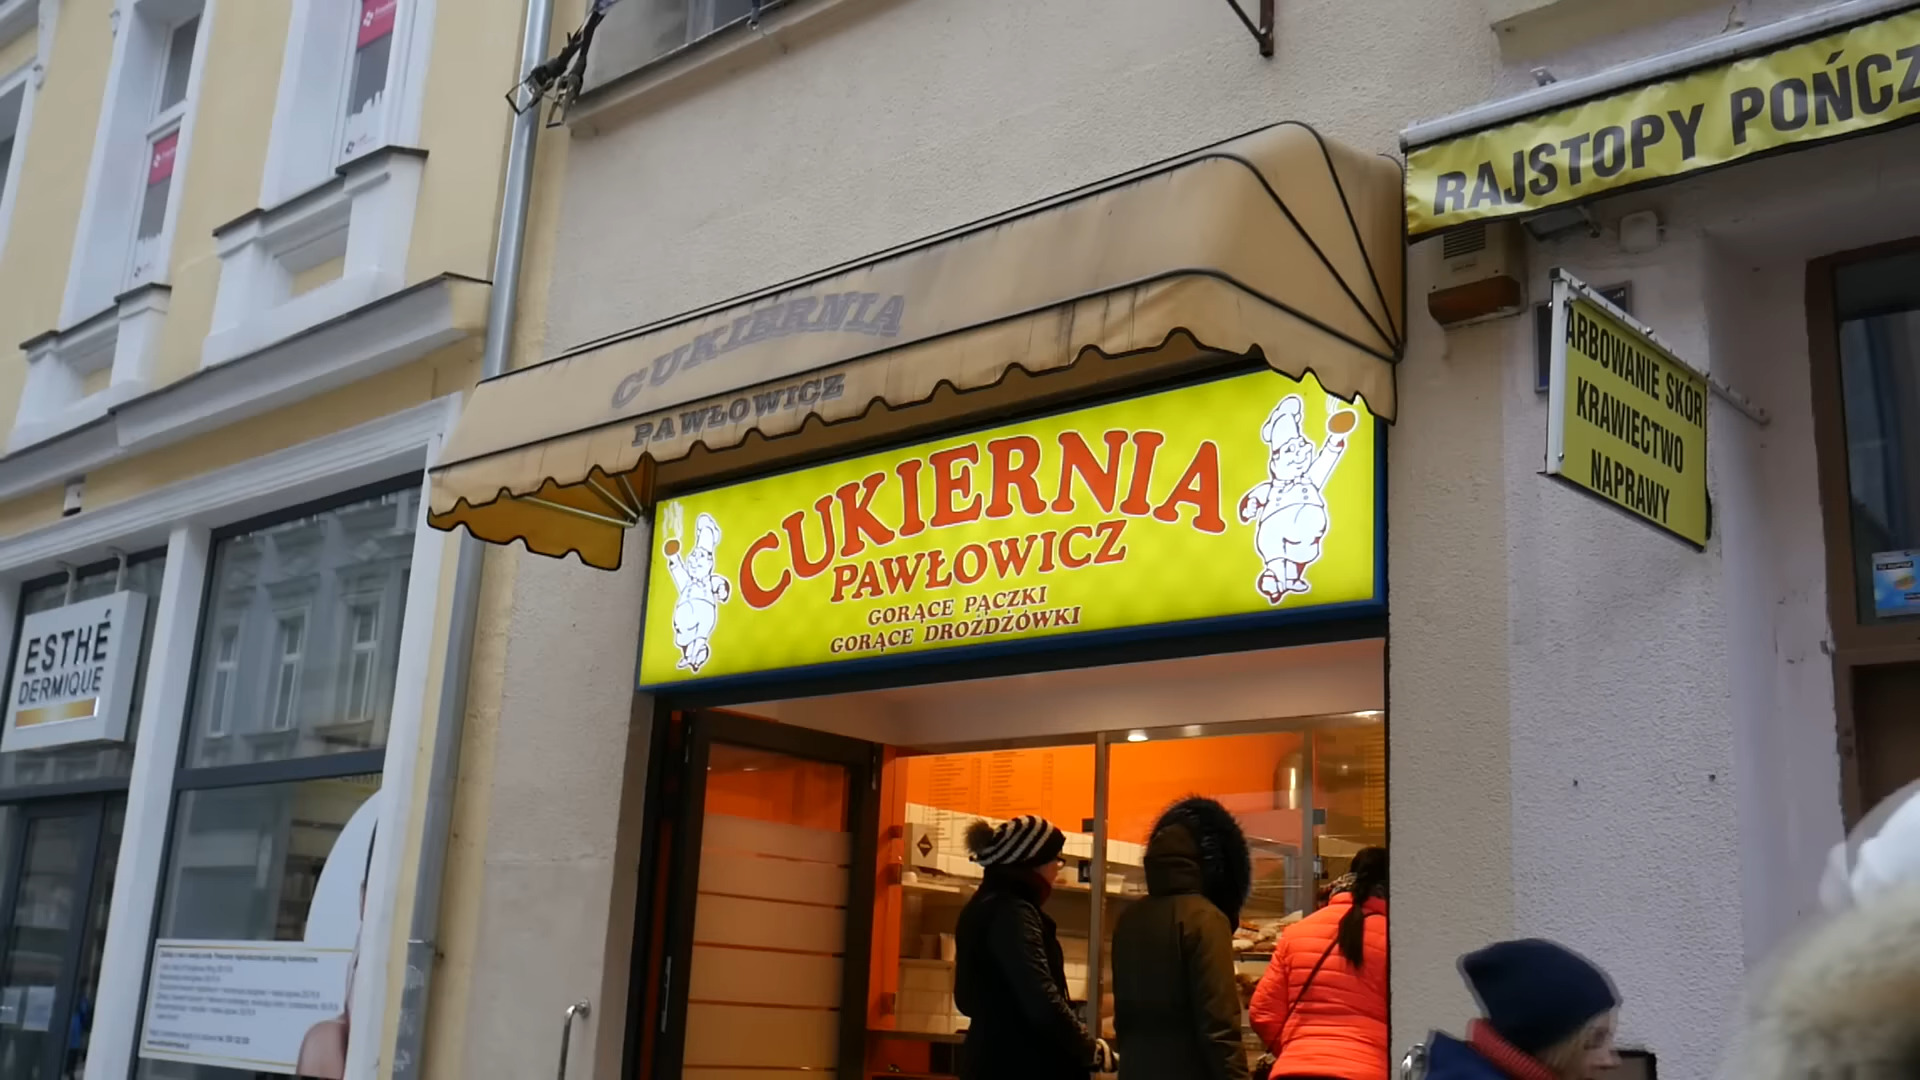 RAJSTOPY POŃCZ
CUKIERNIA
PAWŁOWICZ
ARBOWANIE SKÓR
KRAWIECTWO
NAPRAWY
CUKIERNIA
PAWŁOWICZ
GORĄCE PĄCZKI
GORĄCE DROŻDŻÓWKI
ESTHÉ
DERMIQUE